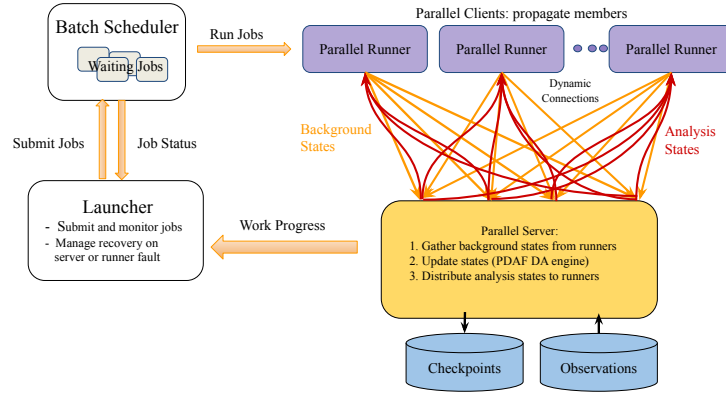 Parallel Clients: propagate members
Batch Scheduler
Waiting Jobs
Run Jobs
Parallel Runner
Parallel Runner
Parallel Runner
Dynamic
Connections
Background
States
Analysis
States
Submit Jobs
Job Status
Launcher
- Submit and monitor jobs
- Manage recovery on
server or runner fault
Work Progress
Parallel Server:
1. Gather background states from runners
2. Update states (PDAF DA engine)
3. Distribute analysis states to runners
Checkpoints
Observations